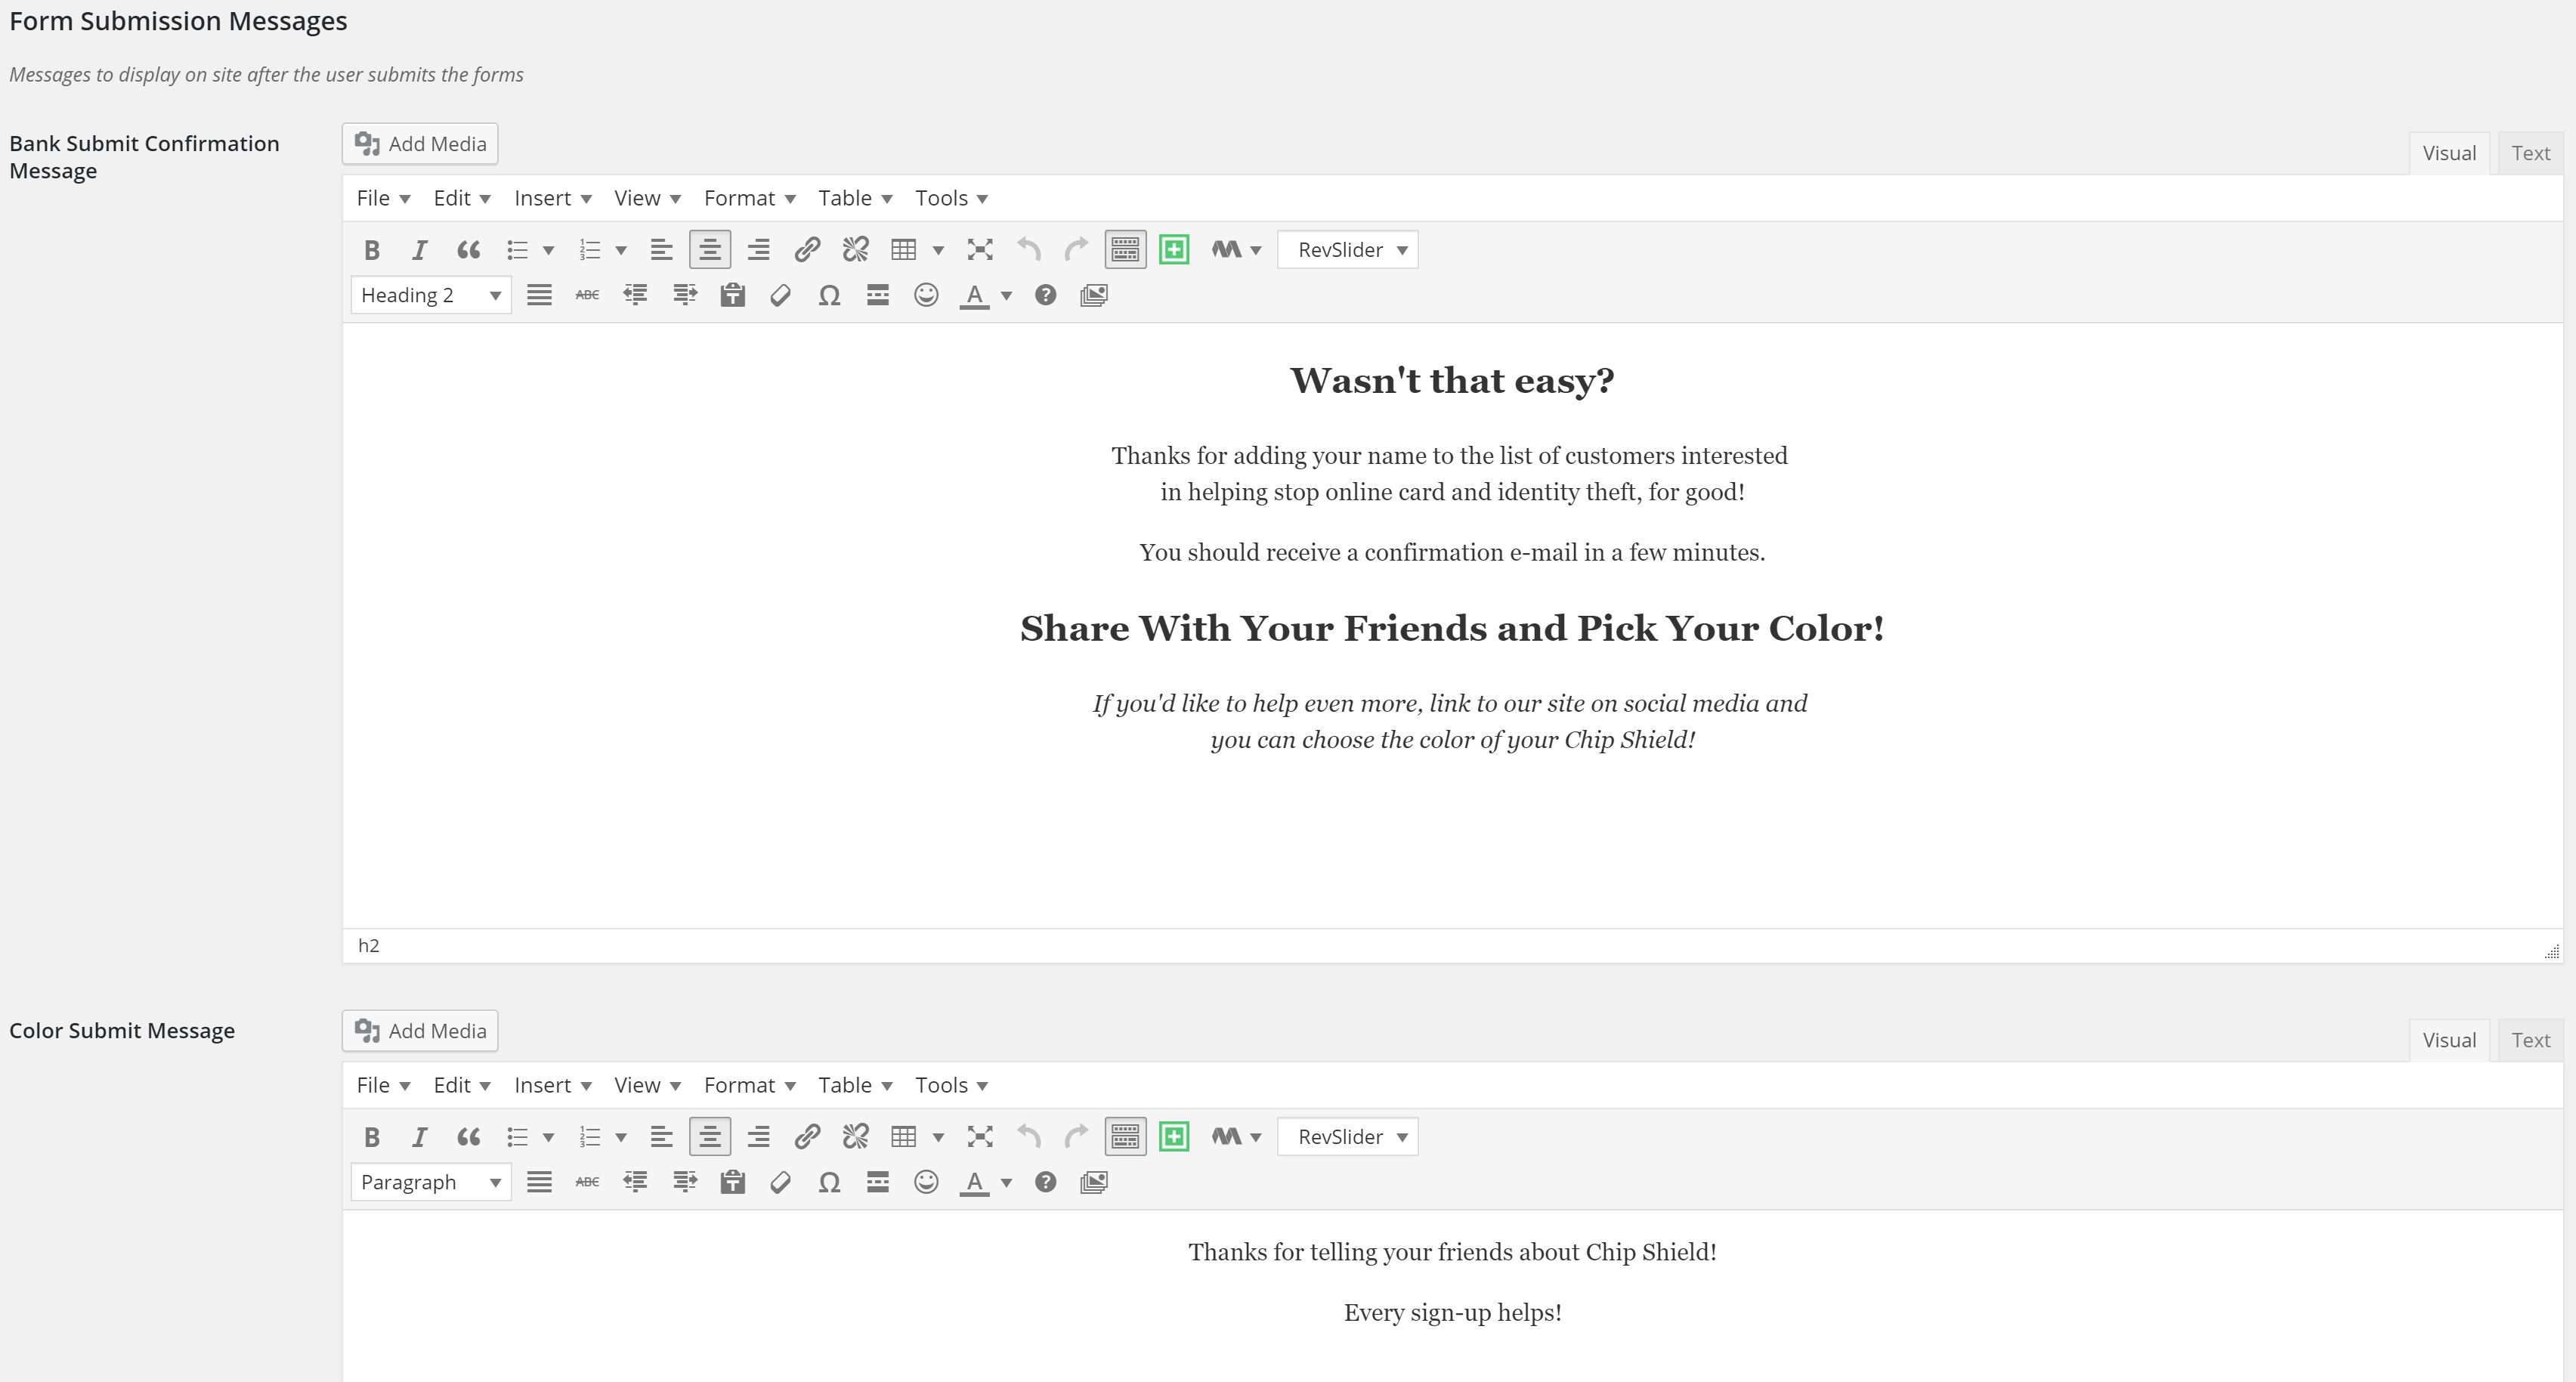 Form Submission Messages
Messages to display on site after the user submits the forms
Bank Submit Confirmation
Message
Add Media
Visual Text
File Edit Insert View Format Table Tools
B I RevSlider
Heading 2 ABC Ω A ?
Wasn't that easy?
Thanks for adding your name to the list of customers interested
in helping stop online card and identity theft, for good!
You should receive a confirmation e-mail in a few minutes.
Share With Your Friends and Pick Your Color!
If you'd like to help even more, link to our site on social media and
you can choose the color of your Chip Shield!
h2
Color Submit Message
Add Media
Visual Text
File Edit Insert View Format Table Tools
B I RevSlider
Paragraph ABC Ω A ?
Thanks for telling your friends about Chip Shield!
Every sign-up helps!